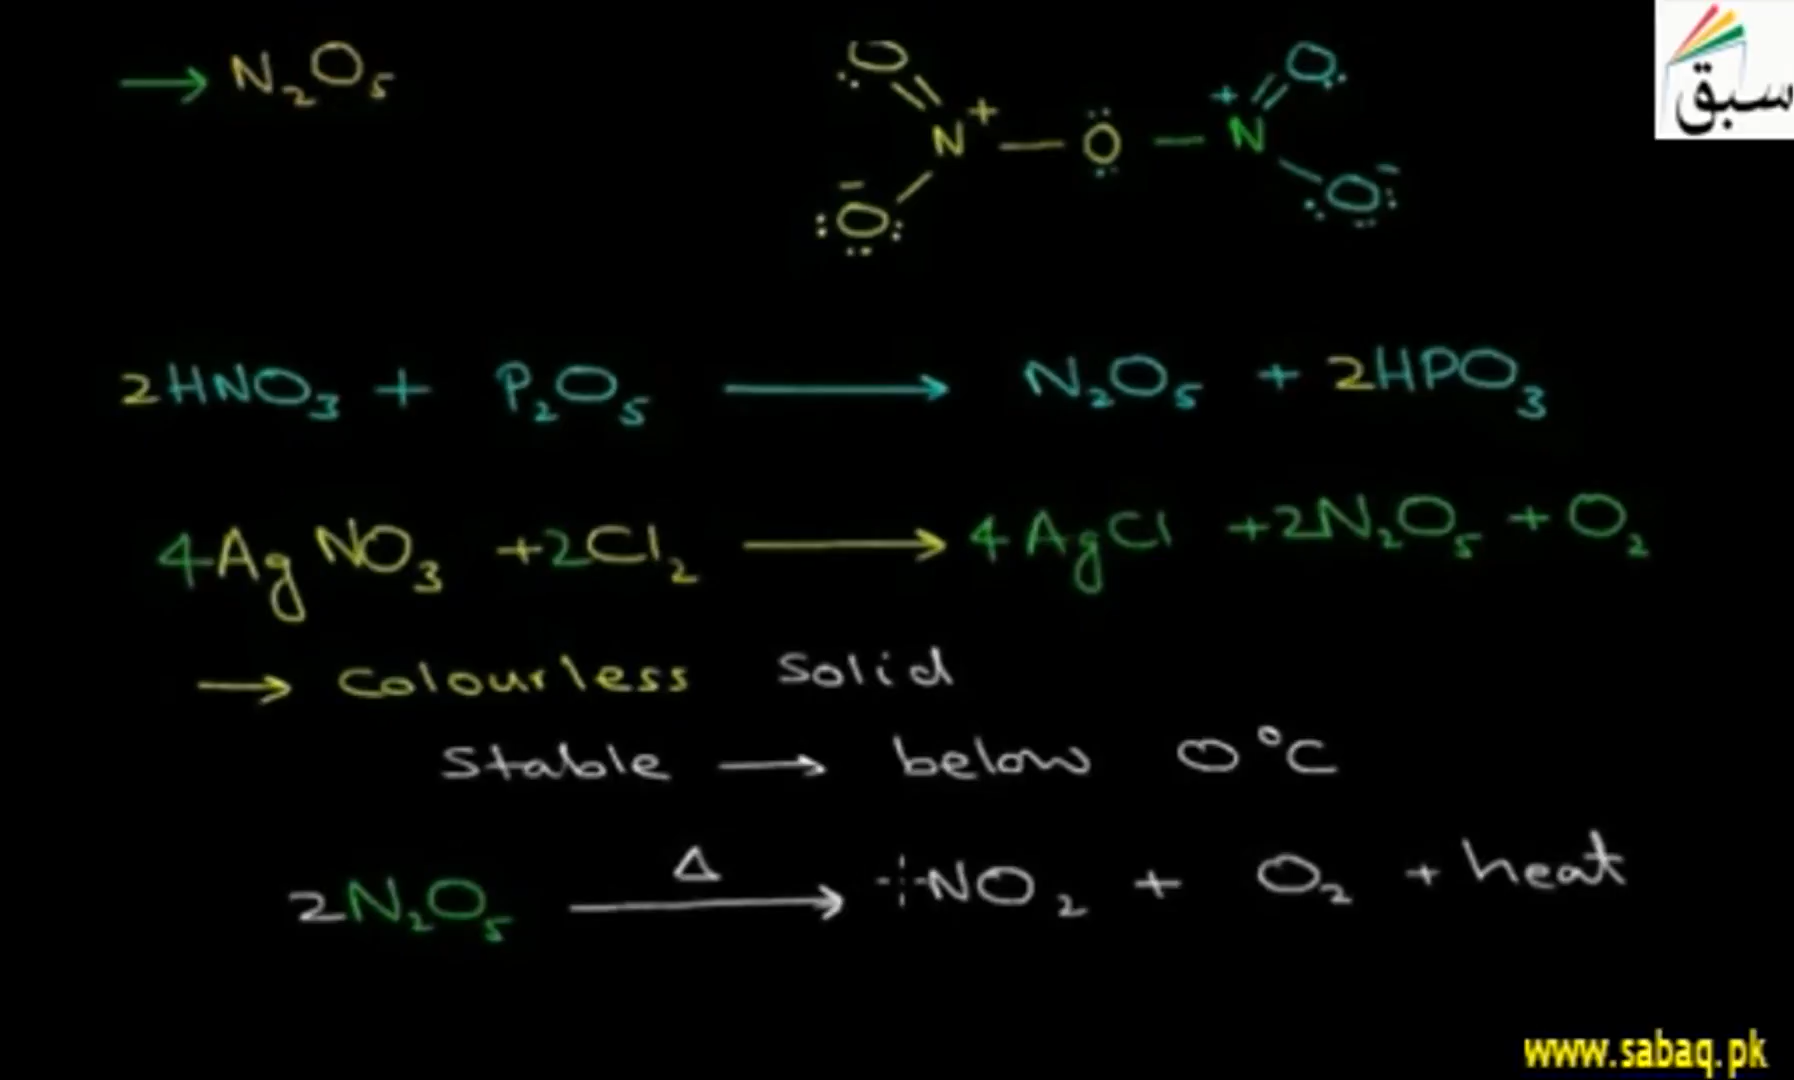 → N₂O₅
O = N⁺ — O — N⁺ = O
O⁻ O⁻
سبق
2HNO₃ + P₂O₅ → N₂O₅ + 2HPO₃
4AgNO₃ + 2Cl₂ → 4AgCl + 2N₂O₅ + O₂
→ Colourless Solid
Stable → below 0°C
2N₂O₅ Δ→ NO₂ + O₂ + heat
www.sabaq.pk